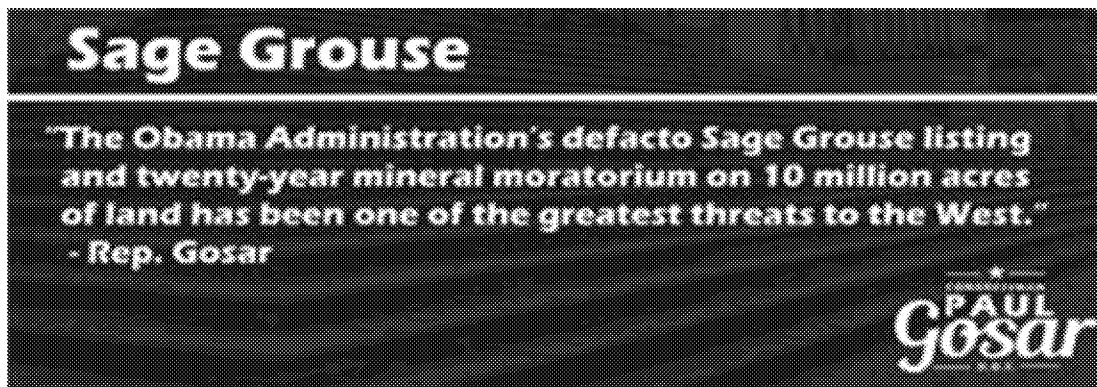 Sage Grouse
"The Obama Administration's defacto Sage Grouse listing
and twenty-year mineral moratorium on 10 million acres
of land has been one of the greatest threats to the West."
- Rep. Gosar
CONGRESSMAN
PAUL
Gosar